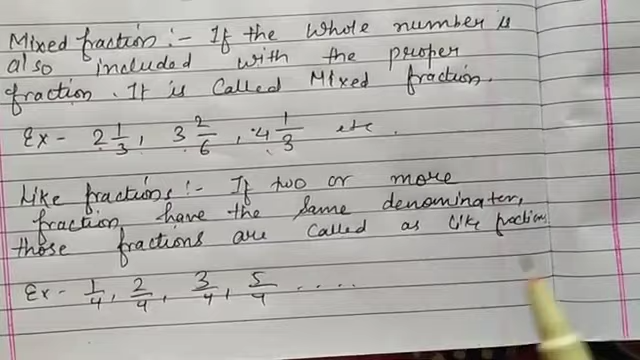 Mixed fraction :- If the whole number is
also included with the proper
fraction. It is called Mixed fraction.
Ex - 2 1/3, 3 2/6, 4 1/3 etc.
Like fractions :- If two or more
fraction have the same denominater,
those fractions are called as like fractions
Ex - 1/4, 2/4, 3/4, 5/4 .....